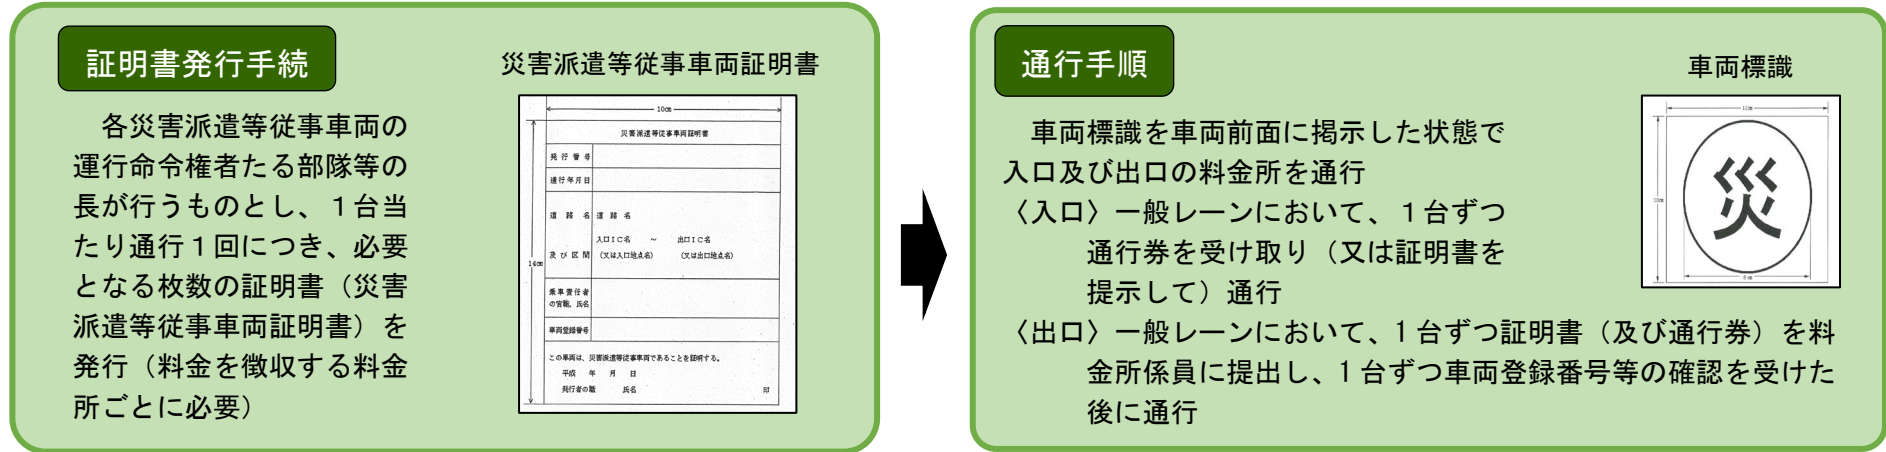 証明書発行手続
災害派遣等従事車両証明書
各災害派遣等従事車両の
運行命令権者たる部隊等の
長が行うものとし、１台当
たり通行１回につき、必要
となる枚数の証明書（災害
派遣等従事車両証明書）を
発行（料金を徴収する料金
所ごとに必要）
10cm
14cm
災害派遣等従事車両証明書
発行番号
通行年月日
道路名 道路名
入口ＩＣ名 ～ 出口ＩＣ名
及び区間 （又は入口地点名） （又は出口地点名）
乗車責任者
の官職、氏名
車両登録番号
この車両は、災害派遣等従事車両であることを証明する。
平成 年 月 日
発行者の職 氏名 印
通行手順
車両標識
車両標識を車両前面に掲示した状態で
入口及び出口の料金所を通行
〈入口〉一般レーンにおいて、１台ずつ
通行券を受け取り（又は証明書を
提示して）通行
〈出口〉一般レーンにおいて、1 台ずつ証明書（及び通行券）を料
金所係員に提出し、1 台ずつ車両登録番号等の確認を受けた
後に通行
10cm
10cm
災
8cm